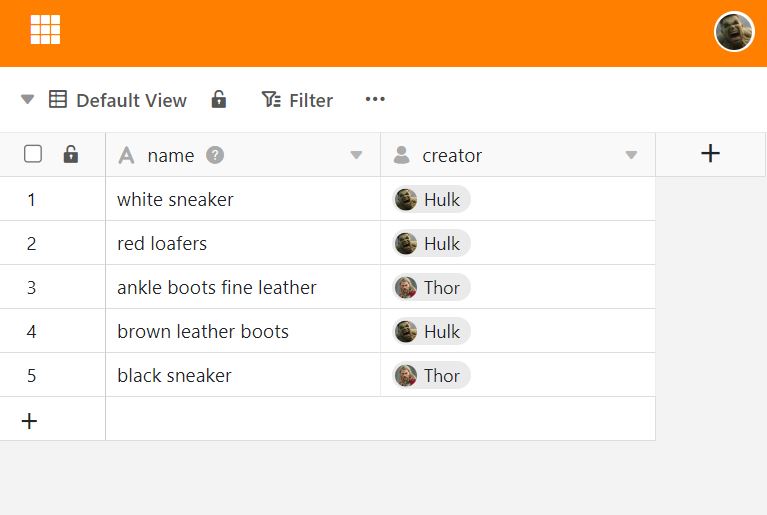 Default View Filter
name ? creator
1 white sneaker Hulk
2 red loafers Hulk
3 ankle boots fine leather Thor
4 brown leather boots Hulk
5 black sneaker Thor